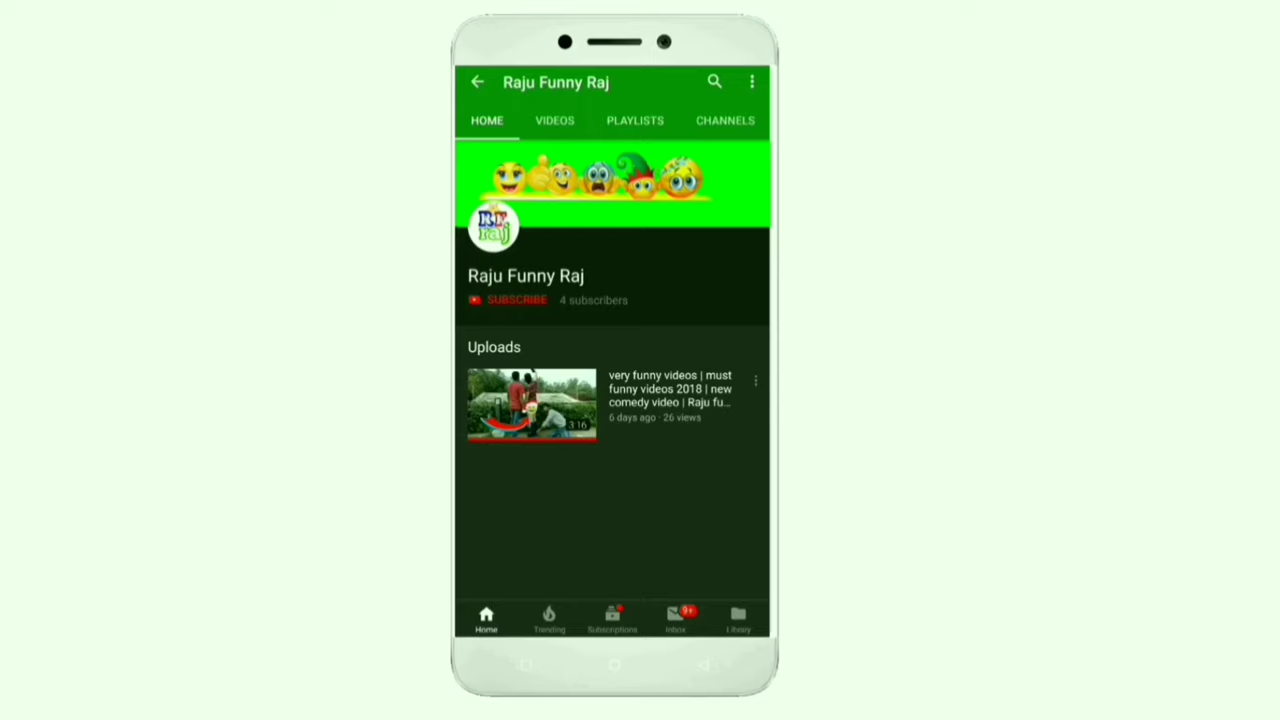 Raju Funny Raj
HOME VIDEOS PLAYLISTS CHANNELS
raj
Raju Funny Raj
SUBSCRIBE 4 subscribers
Uploads
very funny videos | must
funny videos 2018 | new
comedy video | Raju fu...
6 days ago · 26 views
3:16
9+
Home Trending Subscriptions Inbox Library